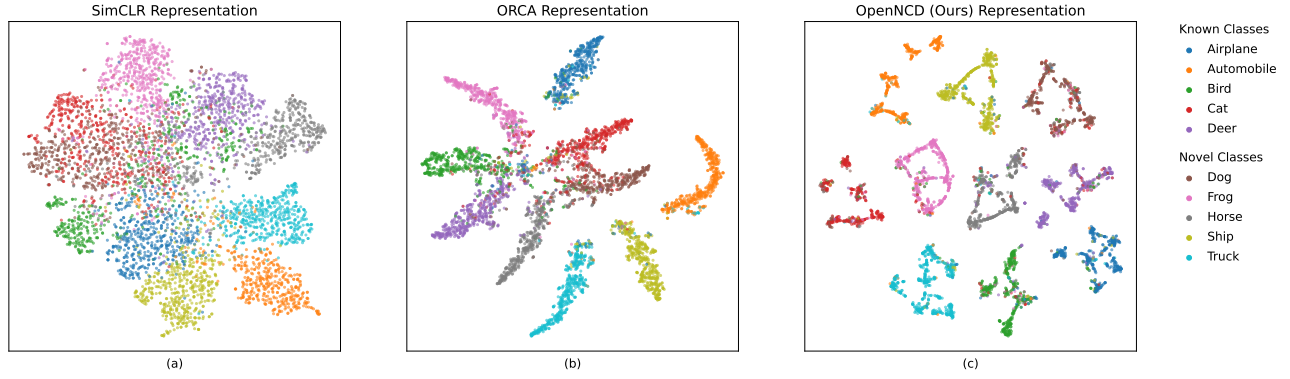 SimCLR Representation
ORCA Representation
OpenNCD (Ours) Representation
Known Classes
Airplane
Automobile
Bird
Cat
Deer
Novel Classes
Dog
Frog
Horse
Ship
Truck
(a)
(b)
(c)